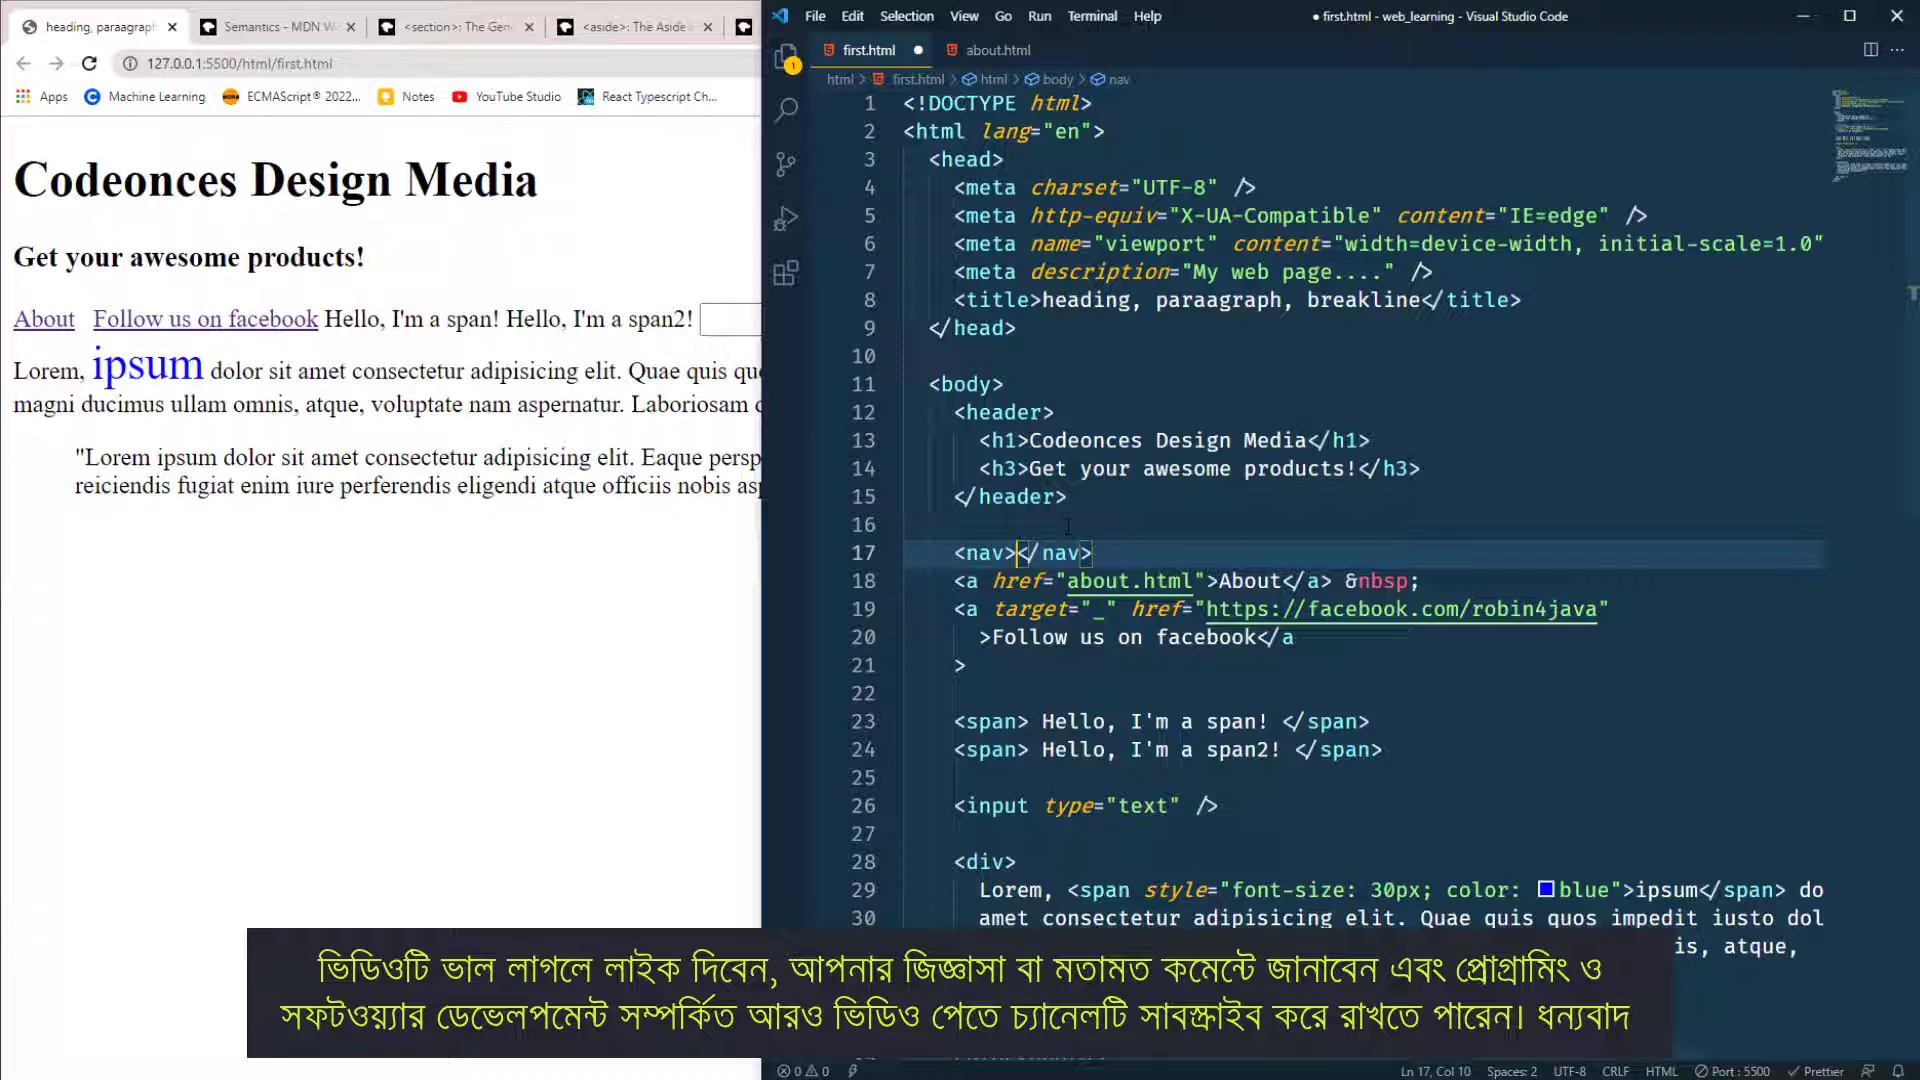 heading, paragraph
Semantics - MDN W
<section>: The Gen
<aside>: The Aside
127.0.0.1:5500/html/first.html
Apps Machine Learning ECMAScript® 2022... Notes YouTube Studio React Typescript Ch...
Codeonces Design Media
Get your awesome products!
About Follow us on facebook Hello, I'm a span! Hello, I'm a span2!
Lorem, ipsum dolor sit amet consectetur adipisicing elit. Quae quis qu
magni ducimus ullam omnis, atque, voluptate nam aspernatur. Laboriosam
"Lorem ipsum dolor sit amet consectetur adipisicing elit. Eaque persp
reiciendis fugiat enim iure perferendis eligendi atque officiis nobis as
File Edit Selection View Go Run Terminal Help
● first.html - web_learning - Visual Studio Code
first.html ● about.html
html > first.html > html > body > nav
1
1 <!DOCTYPE html>
2 <html lang="en">
3 <head>
4 <meta charset="UTF-8" />
5 <meta http-equiv="X-UA-Compatible" content="IE=edge" />
6 <meta name="viewport" content="width=device-width, initial-scale=1.0"
7 <meta description="My web page...." />
8 <title>heading, paraagraph, breakline</title>
9 </head>
10
11 <body>
12 <header>
13 <h1>Codeonces Design Media</h1>
14 <h3>Get your awesome products!</h3>
15 </header>
16
17 <nav></nav>
18 <a href="about.html">About</a> &nbsp;
19 <a target="_" href="https://facebook.com/robin4java"
20 >Follow us on facebook</a
21 >
22
23 <span> Hello, I'm a span! </span>
24 <span> Hello, I'm a span2! </span>
25
26 <input type="text" />
27
28 <div>
29 Lorem, <span style="font-size: 30px; color: blue">ipsum</span> do
30 amet consectetur adipisicing elit. Quae quis quos impedit iusto dol
is, atque,
ভিডিওটি ভাল লাগলে লাইক দিবেন, আপনার জিজ্ঞাসা বা মতামত কমেন্টে জানাবেন এবং প্রোগ্রামিং ও
সফটওয়্যার ডেভেলপমেন্ট সম্পর্কিত আরও ভিডিও পেতে চ্যানেলটি সাবস্ক্রাইব করে রাখতে পারেন। ধন্যবাদ
0 0 Ln 17, Col 10 Spaces: 2 UTF-8 CRLF HTML Port : 5500 Prettier